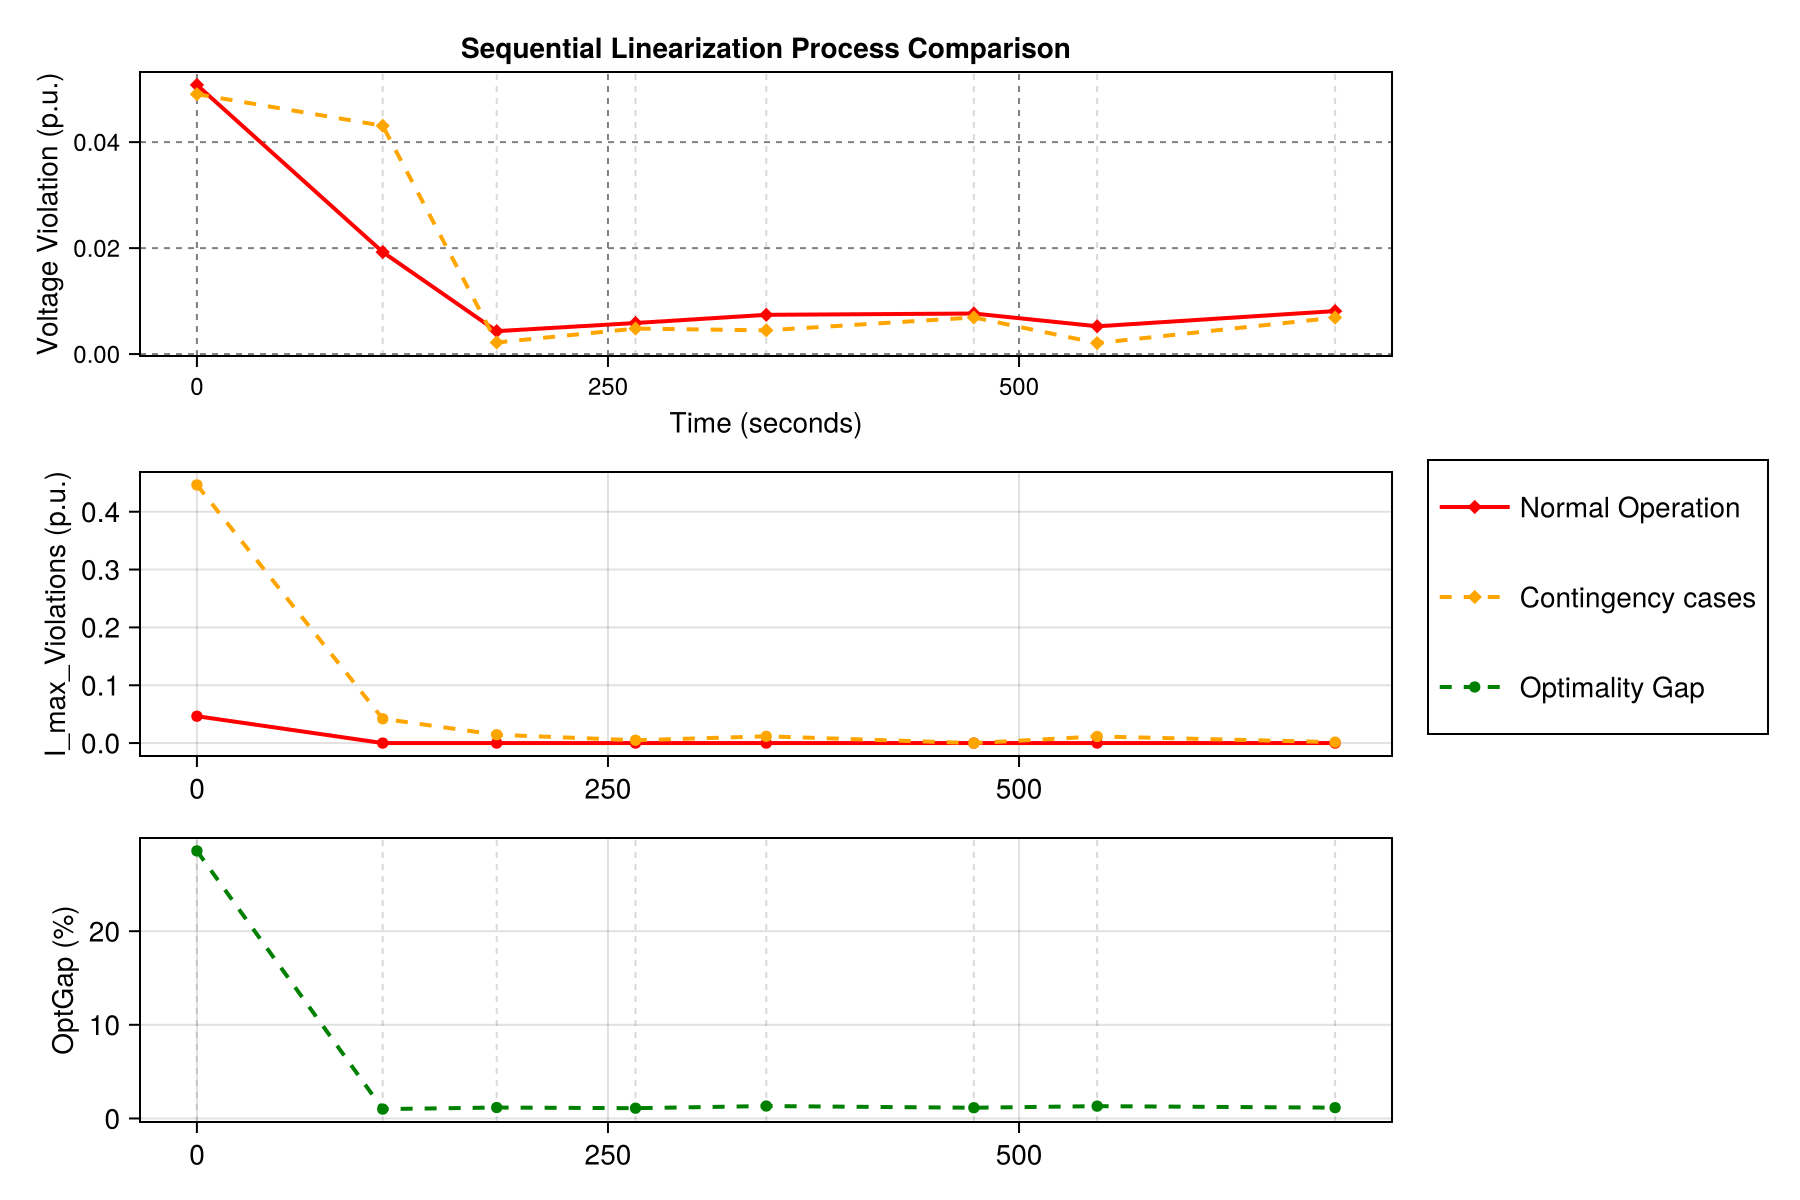 Sequential Linearization Process Comparison
Voltage Violation (p.u.)
0.04
0.02
0.00
0 250 500
Time (seconds)
I_max_Violations (p.u.)
0.4
0.3
0.2
0.1
0.0
0 250 500
Normal Operation
Contingency cases
Optimality Gap
OptGap (%)
20
10
0
0 250 500